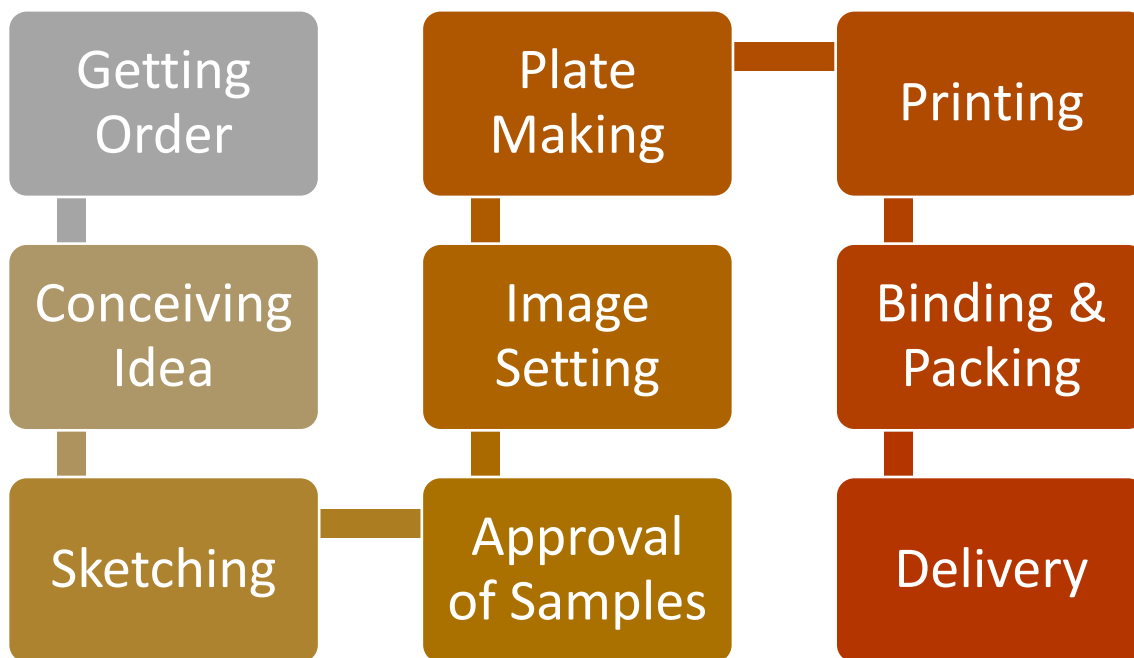 Getting
Order
Conceiving
Idea
Sketching
Approval
of Samples
Image
Setting
Plate
Making
Printing
Binding &
Packing
Delivery